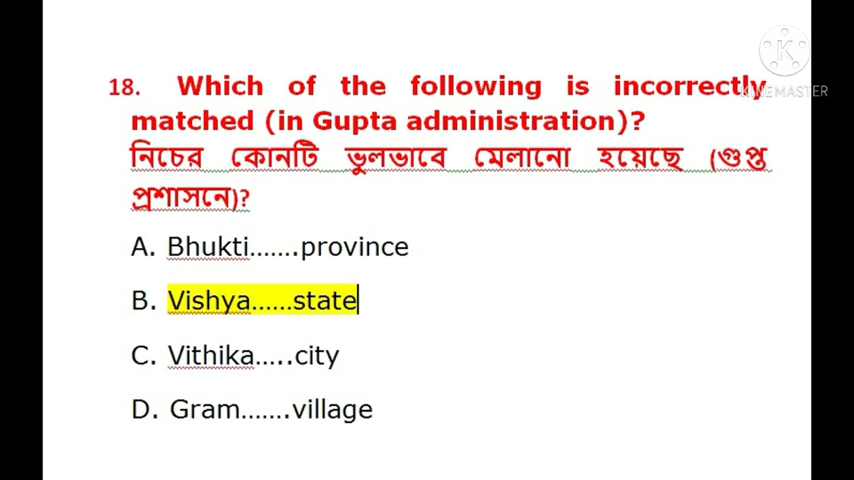 KINEMASTER
18. Which of the following is incorrectly
matched (in Gupta administration)?
নিচের কোনটি ভুলভাবে মেলানো হয়েছে (গুপ্ত
প্রশাসনে)?
A. Bhukti.......province
B. Vishya......state
C. Vithika.....city
D. Gram.......village